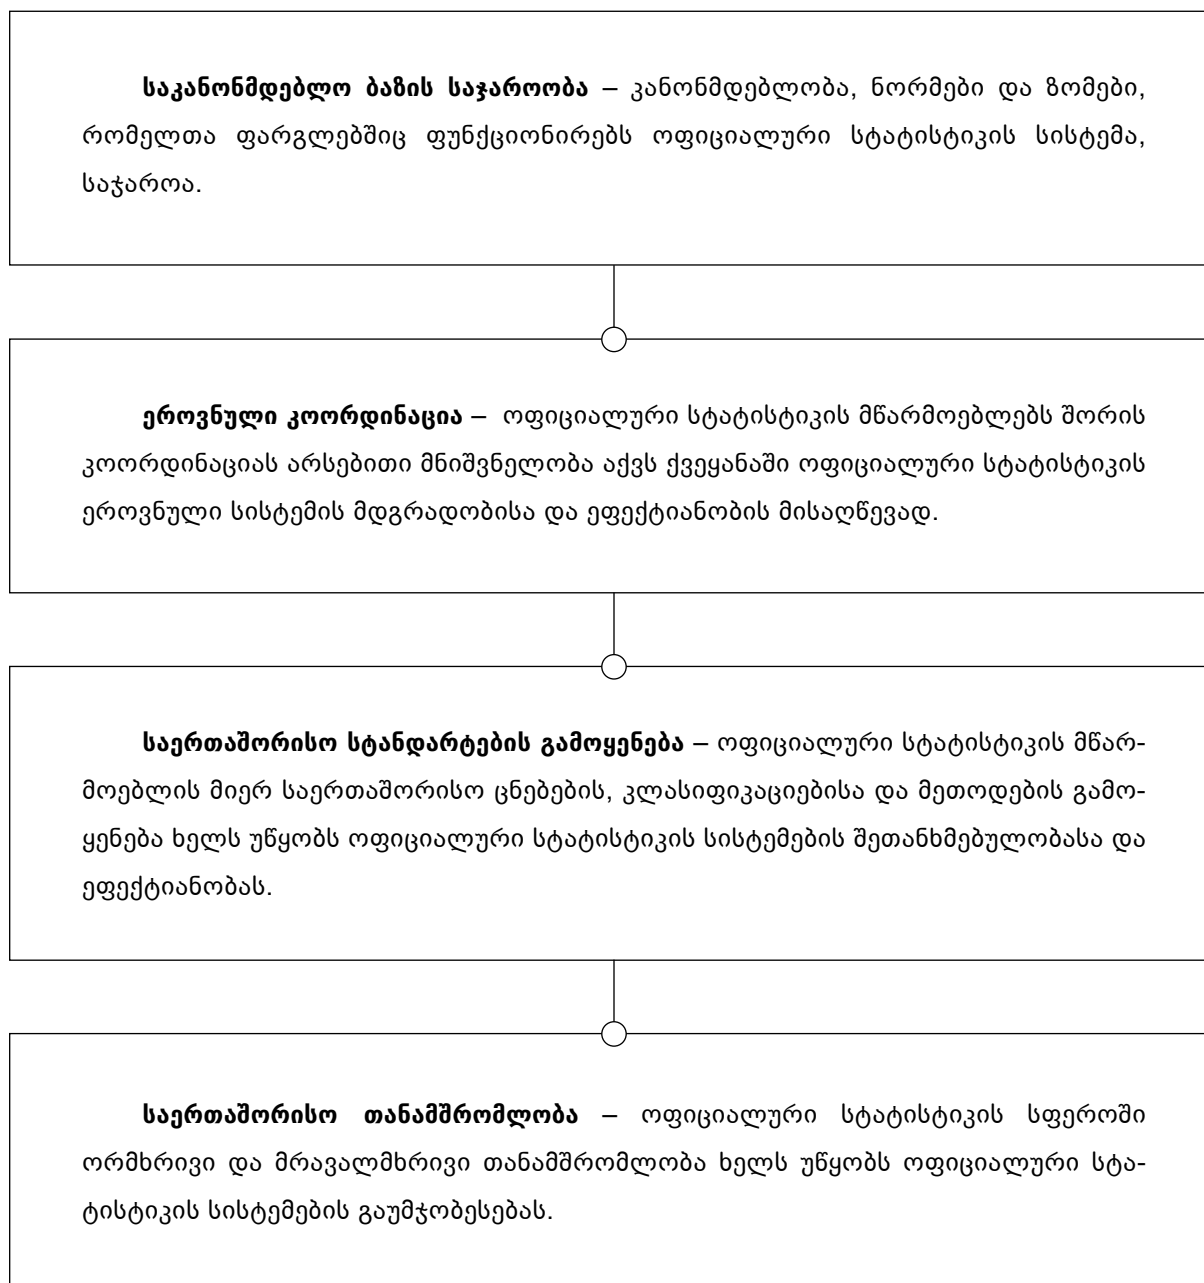 საკანონმდებლო ბაზის საჯაროობა – კანონმდებლობა, ნორმები და ზომები,
რომელთა ფარგლებშიც ფუნქციონირებს ოფიციალური სტატისტიკის სისტემა,
საჯაროა.
ეროვნული კოორდინაცია – ოფიციალური სტატისტიკის მწარმოებლებს შორის
კოორდინაციას არსებითი მნიშვნელობა აქვს ქვეყანაში ოფიციალური სტატისტიკის
ეროვნული სისტემის მდგრადობისა და ეფექტიანობის მისაღწევად.
საერთაშორისო სტანდარტების გამოყენება – ოფიციალური სტატისტიკის მწარ-
მოებლის მიერ საერთაშორისო ცნებების, კლასიფიკაციებისა და მეთოდების გამო-
ყენება ხელს უწყობს ოფიციალური სტატისტიკის სისტემების შეთანხმებულობასა და
ეფექტიანობას.
საერთაშორისო თანამშრომლობა – ოფიციალური სტატისტიკის სფეროში
ორმხრივი და მრავალმხრივი თანამშრომლობა ხელს უწყობს ოფიციალური სტა-
ტისტიკის სისტემების გაუმჯობესებას.